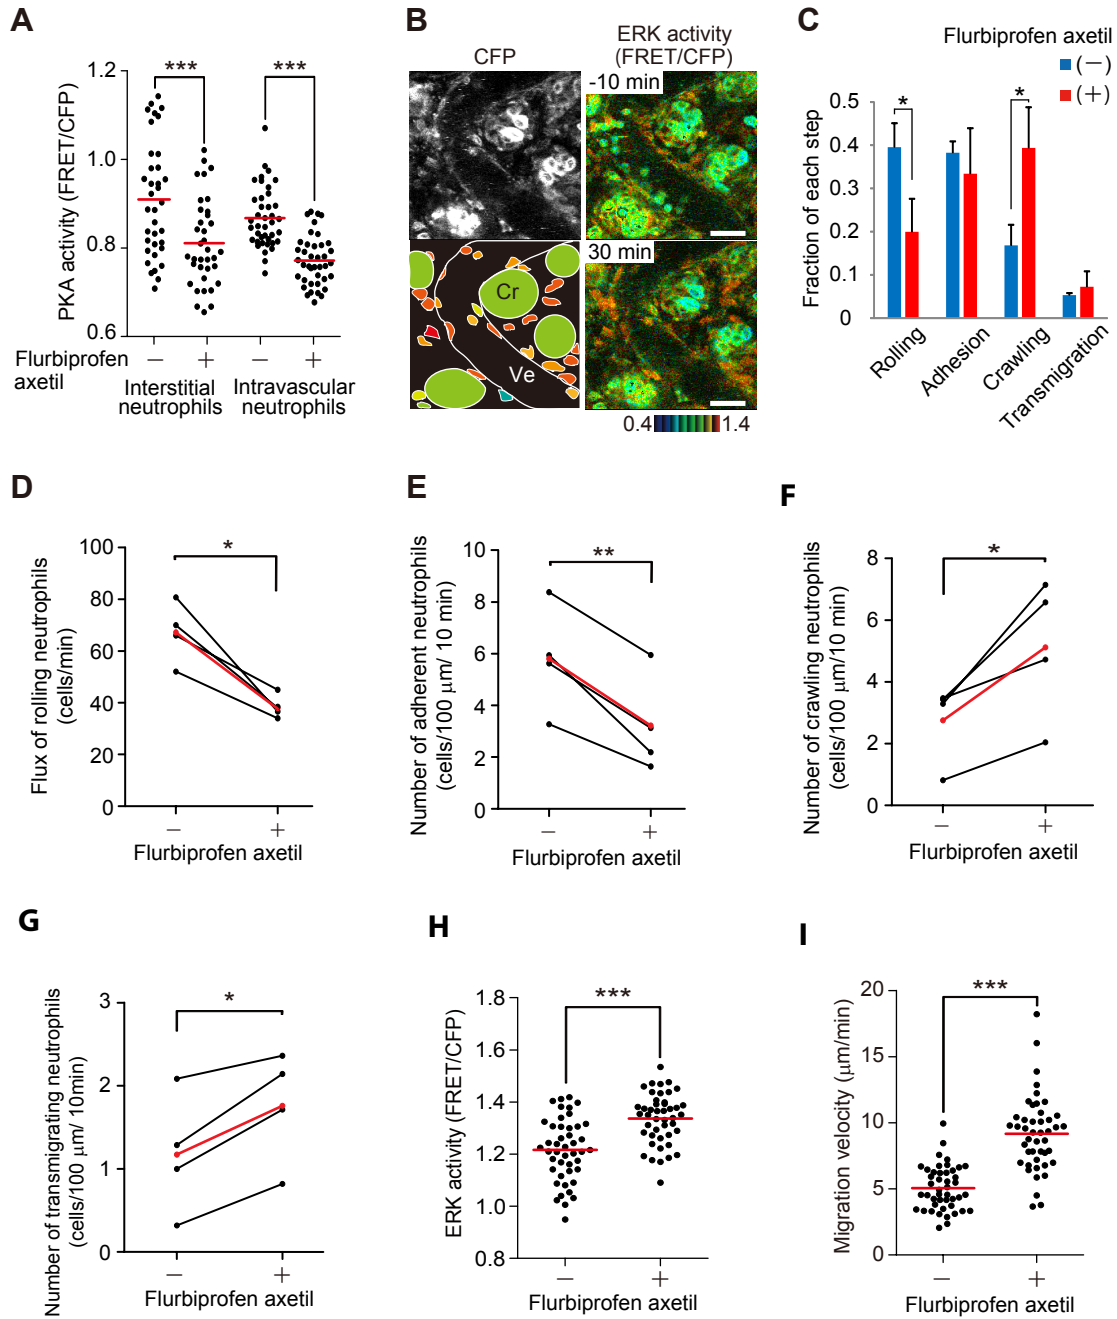 A
PKA activity (FRET/CFP)
1.2
1.0
0.8
0.6
***
***
Flurbiprofen
axetil
− + − +
Interstitial
neutrophils
Intravascular
neutrophils
B
CFP
ERK activity
(FRET/CFP)
-10 min
30 min
Cr
Ve
0.4 1.4
C
Flurbiprofen axetil
(−)
(+)
Fraction of each step
0.5
0.4
0.3
0.2
0.1
0
*
*
Rolling
Adhesion
Crawling
Transmigration
D
Flux of rolling neutrophils
(cells/min)
100
80
60
40
20
0
*
− +
Flurbiprofen axetil
E
Number of adherent neutrophils
(cells/100 μm/ 10 min)
10
8
6
4
2
0
**
− +
Flurbiprofen axetil
F
Number of crawling neutrophils
(cells/100 μm/10 min)
8
6
4
2
0
*
− +
Flurbiprofen axetil
G
Number of transmigrating neutrophils
(cells/100 μm/ 10min)
3
2
1
0
*
− +
Flurbiprofen axetil
H
ERK activity (FRET/CFP)
1.8
1.6
1.4
1.2
1.0
0.8
***
− +
Flurbiprofen axetil
I
Migration velocity (μm/min)
20
15
10
5
0
***
− +
Flurbiprofen axetil